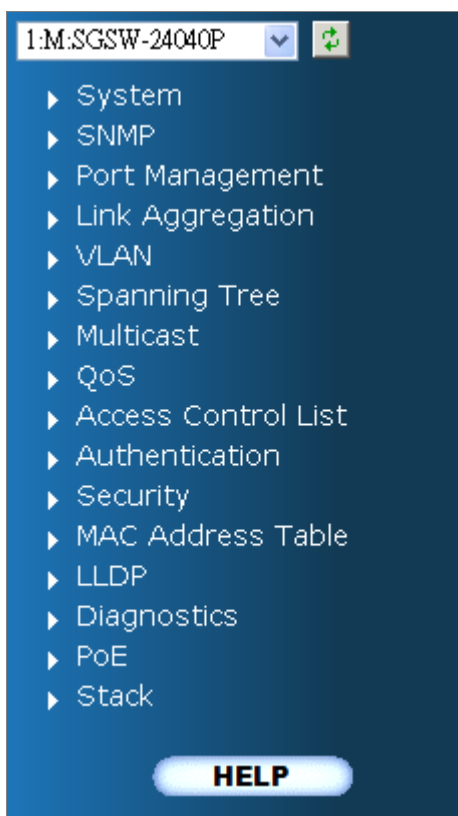 1:M:SGSW-24040P
System
SNMP
Port Management
Link Aggregation
VLAN
Spanning Tree
Multicast
QoS
Access Control List
Authentication
Security
MAC Address Table
LLDP
Diagnostics
PoE
Stack
HELP